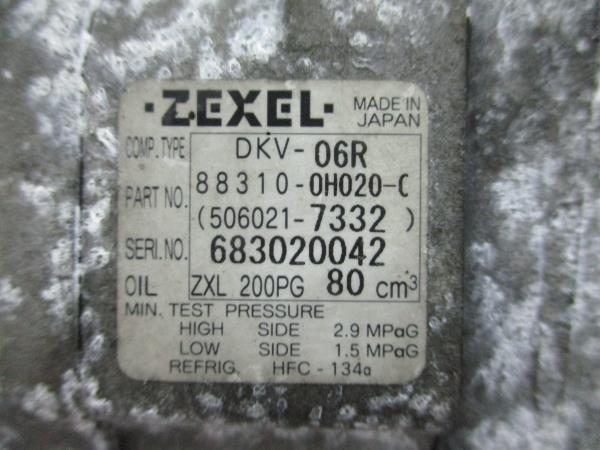 ·ZEXEL· MADE IN JAPAN
COMP. TYPE DKV- 06R
PART NO. 88310-0H020-C
(506021-7332 )
SERI. NO. 683020042
OIL ZXL 200PG 80 cm³
MIN. TEST PRESSURE
HIGH SIDE 2.9 MPaG
LOW SIDE 1.5 MPaG
REFRIG. HFC - 134a